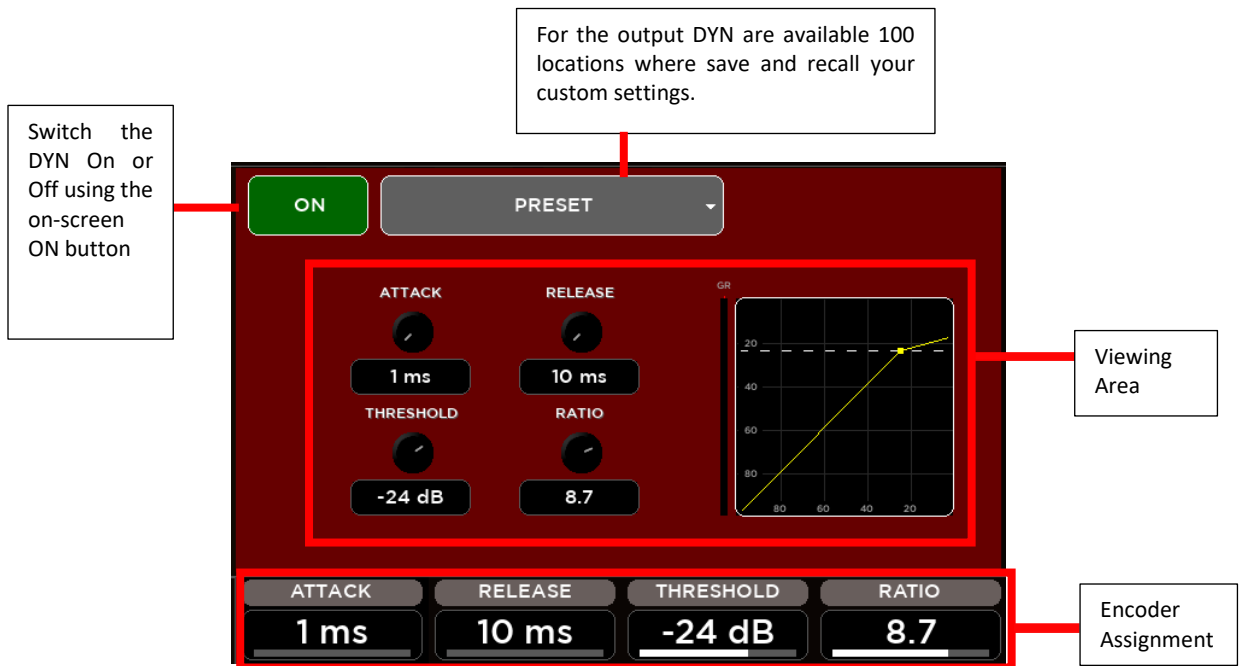 For the output DYN are available 100
locations where save and recall your
custom settings.
Switch the
DYN On or
Off using the
on-screen
ON button
ON
PRESET
ATTACK
RELEASE
GR
1 ms
10 ms
THRESHOLD
RATIO
-24 dB
8.7
20
40
60
80
80 60 40 20
Viewing
Area
ATTACK
RELEASE
THRESHOLD
RATIO
1 ms
10 ms
-24 dB
8.7
Encoder
Assignment